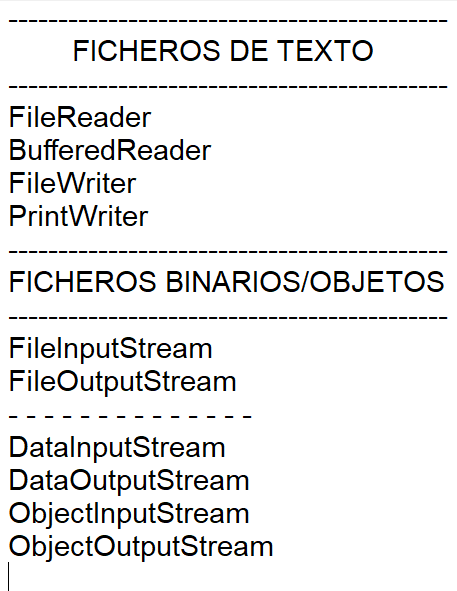 --------------------------------------------
FICHEROS DE TEXTO
--------------------------------------------
FileReader
BufferedReader
FileWriter
PrintWriter
--------------------------------------------
FICHEROS BINARIOS/OBJETOS
--------------------------------------------
FileInputStream
FileOutputStream
- - - - - - - - - - - - - -
DataInputStream
DataOutputStream
ObjectInputStream
ObjectOutputStream